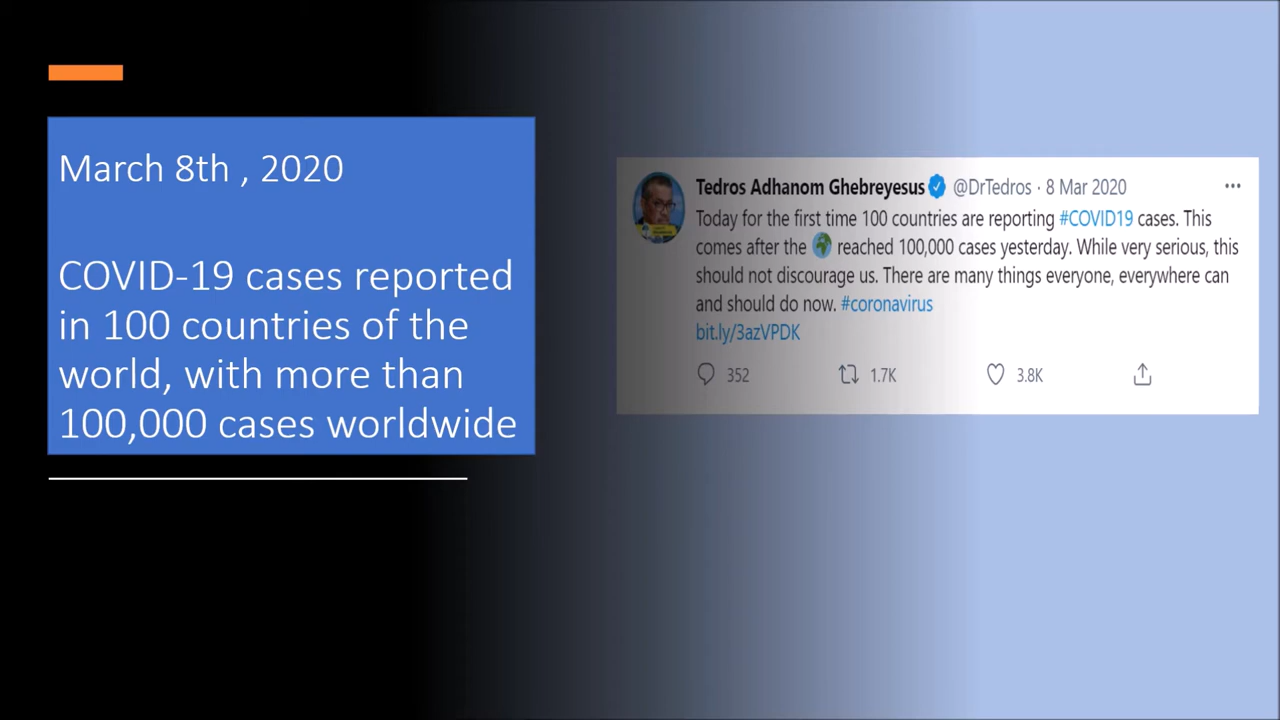 March 8th , 2020
COVID-19 cases reported
in 100 countries of the
world, with more than
100,000 cases worldwide
Tedros Adhanom Ghebreyesus @DrTedros · 8 Mar 2020 ···
Today for the first time 100 countries are reporting #COVID19 cases. This
comes after the 🌍 reached 100,000 cases yesterday. While very serious, this
should not discourage us. There are many things everyone, everywhere can
and should do now. #coronavirus
bit.ly/3azVPDK
352 1.7K 3.8K